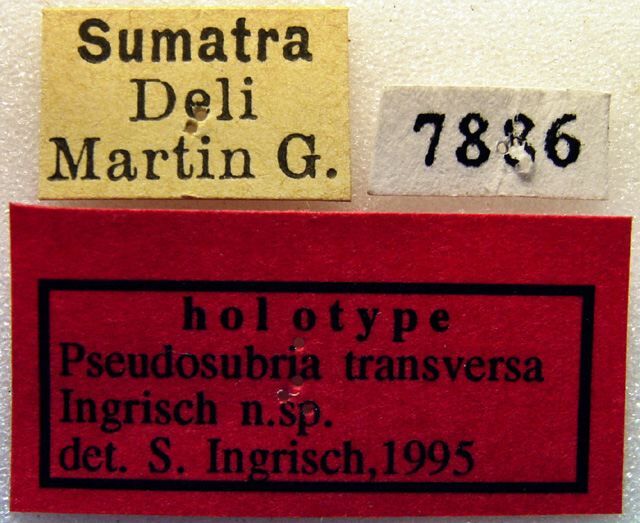 Sumatra
Deli
Martin G.
7886
holotype
Pseudosubria transversa
Ingrisch n.sp.
det. S. Ingrisch,1995